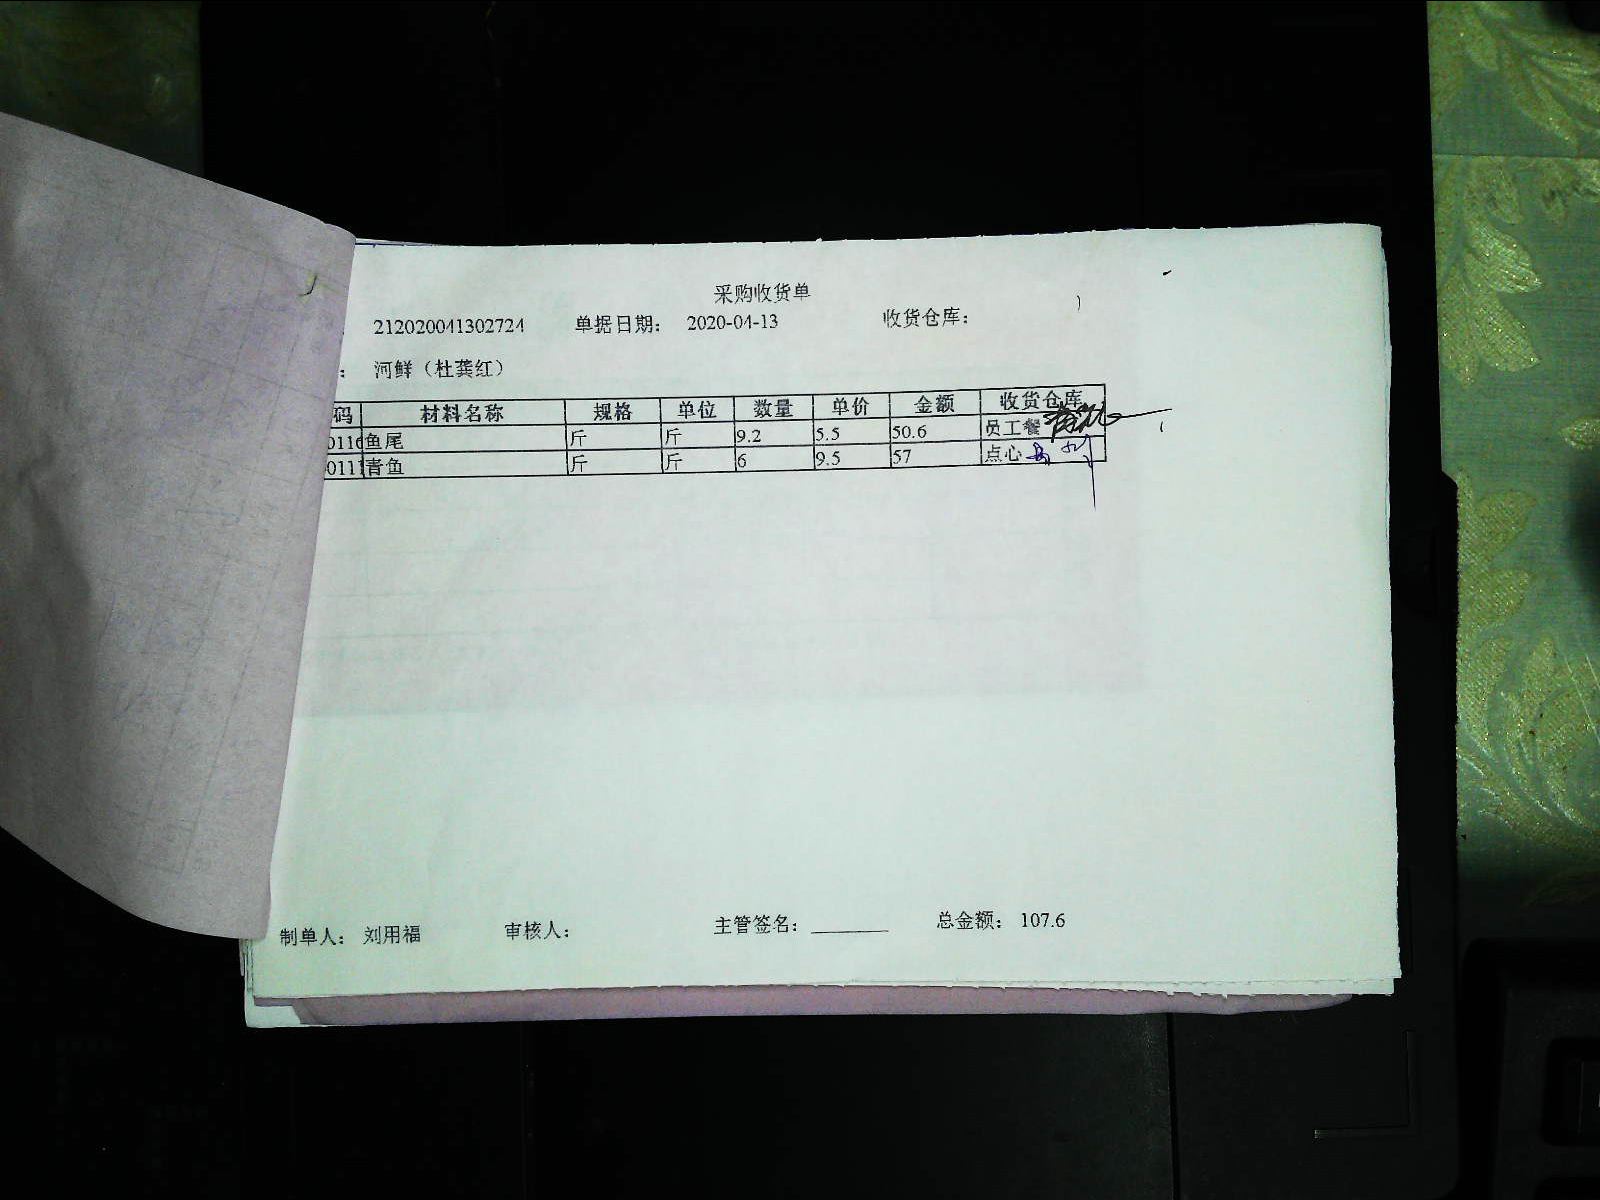 采购收货单
: 212020041302724 单据日期: 2020-04-13 收货仓库:
: 河鲜（杜龚红）
码 材料名称 规格 单位 数量 单价 金额 收货仓库
0116 鱼尾 斤 斤 9.2 5.5 50.6 员工餐
0111 青鱼 斤 斤 6 9.5 57 点心
制单人: 刘用福 审核人: 主管签名: ________ 总金额: 107.6